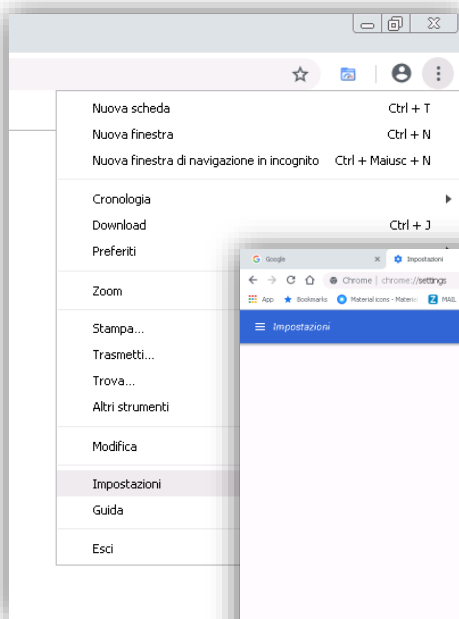 Nuova scheda Ctrl + T
Nuova finestra Ctrl + N
Nuova finestra di navigazione in incognito Ctrl + Maiusc + N
Cronologia
Download Ctrl + J
Preferiti
Zoom
Stampa...
Trasmetti...
Trova...
Altri strumenti
Modifica
Impostazioni
Guida
Esci
Google Impostazioni
Chrome | chrome://settings
App Bookmarks Material icons - Materia MAIL
Impostazioni